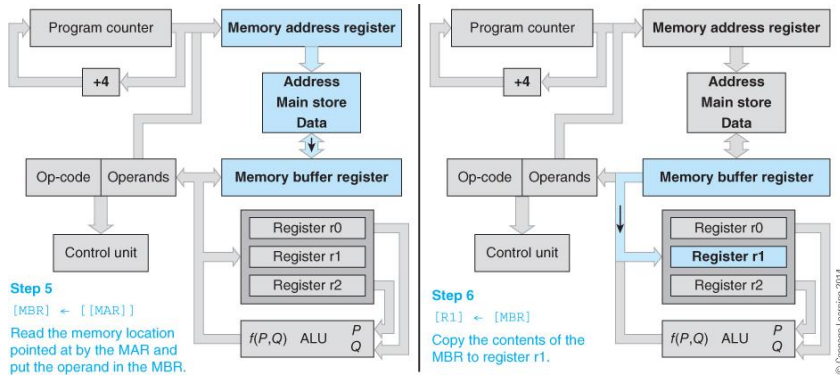 Program counter
Memory address register
+4
Address
Main store
Data
Op-code
Operands
Memory buffer register
Control unit
Register r0
Register r1
Register r2
f(P,Q) ALU P
Q
Step 5
[MBR] ← [[MAR]]
Read the memory location
pointed at by the MAR and
put the operand in the MBR.
Program counter
Memory address register
+4
Address
Main store
Data
Op-code
Operands
Memory buffer register
Control unit
Register r0
Register r1
Register r2
f(P,Q) ALU P
Q
Step 6
[R1] ← [MBR]
Copy the contents of the
MBR to register r1.
© Cengage Learning 2014